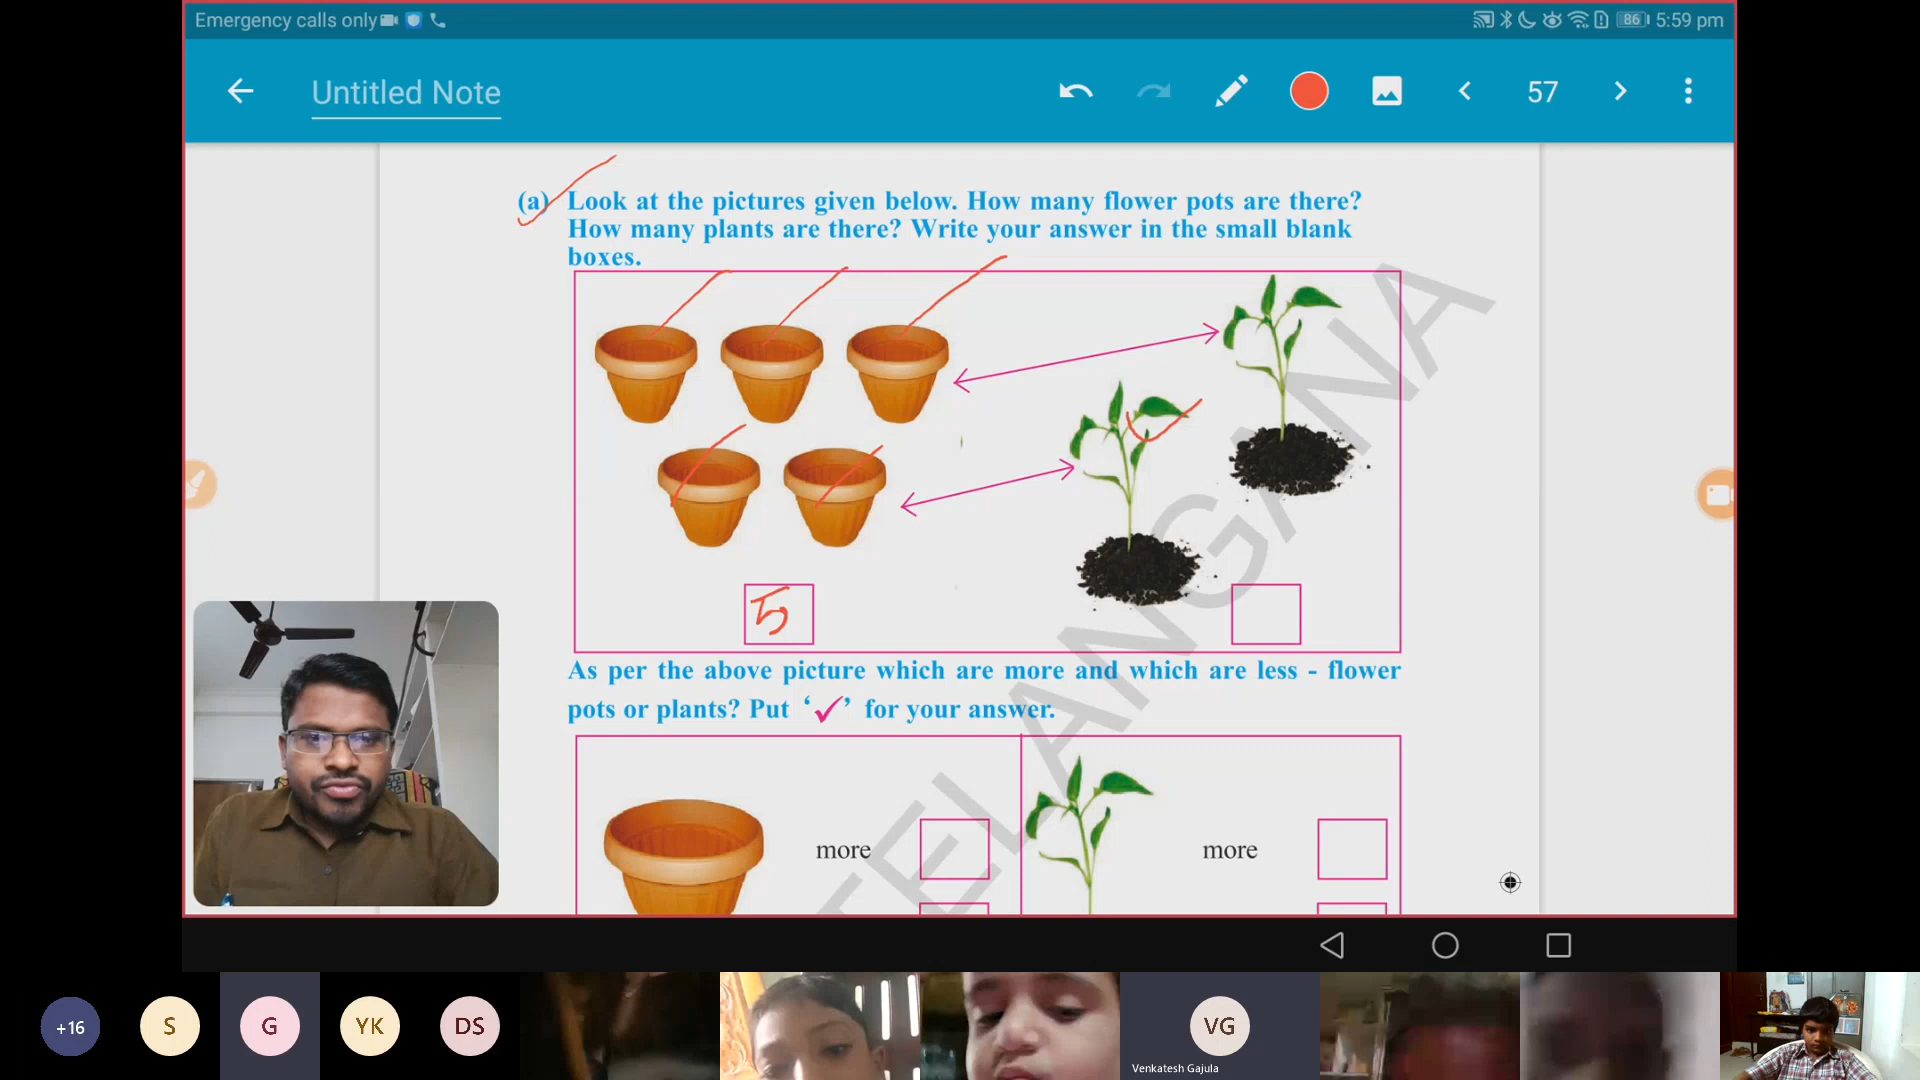 Emergency calls only
86 5:59 pm
Untitled Note
57
(a) Look at the pictures given below. How many flower pots are there?
How many plants are there? Write your answer in the small blank
boxes.
5
As per the above picture which are more and which are less - flower
pots or plants? Put ‘✓’ for your answer.
more
more
TELANGANA
+16
S
G
YK
DS
VG
Venkatesh Gajula